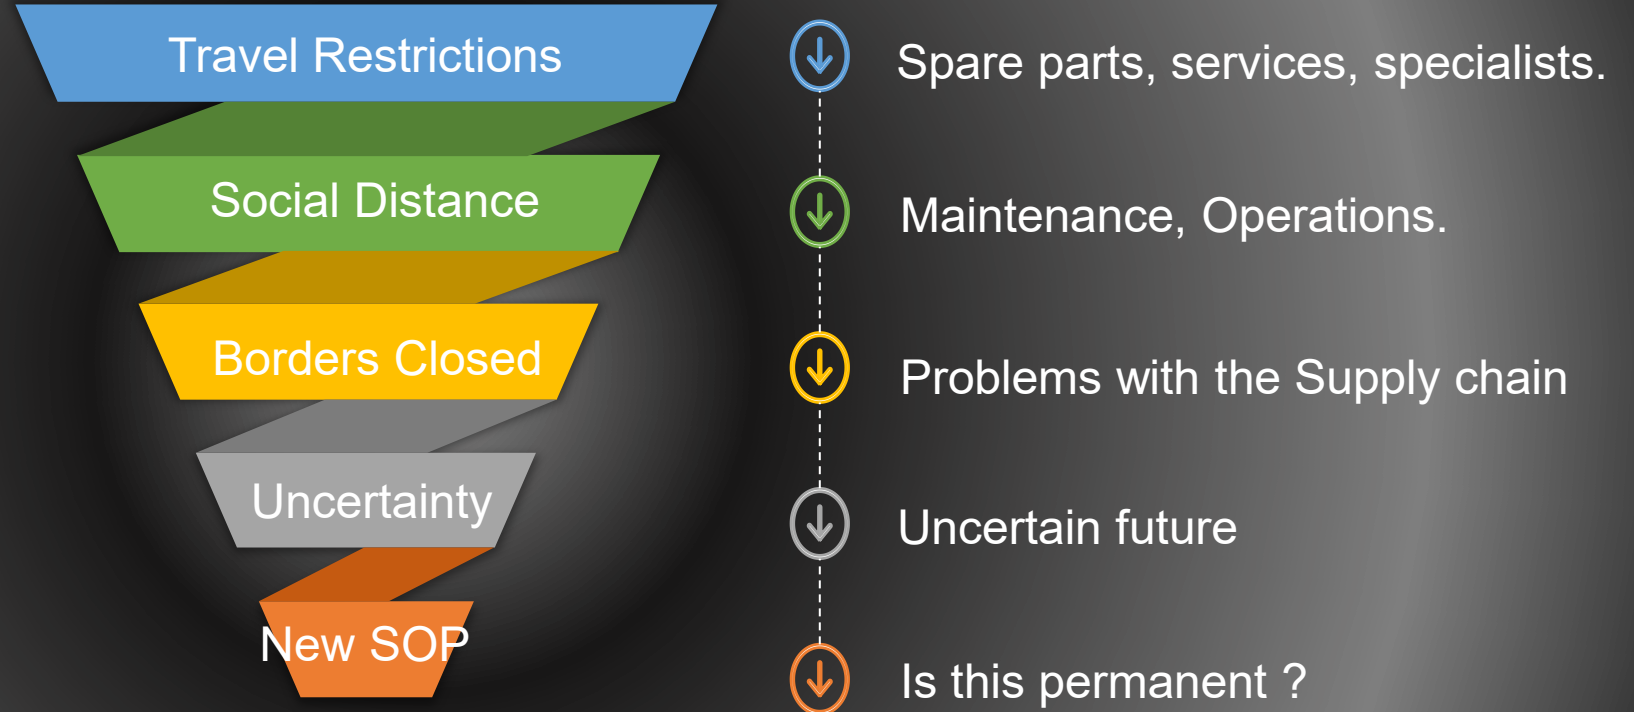 Travel Restrictions
Spare parts, services, specialists.
Social Distance
Maintenance, Operations.
Borders Closed
Problems with the Supply chain
Uncertainty
Uncertain future
New SOP
Is this permanent ?